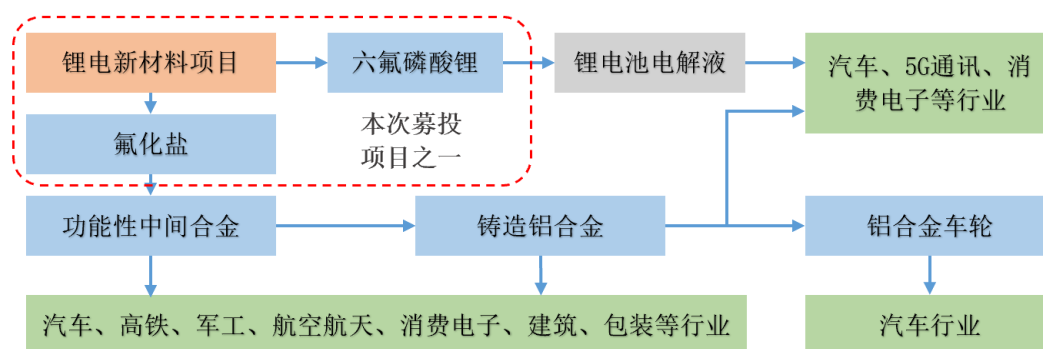 锂电新材料项目
六氟磷酸锂
锂电池电解液
汽车、5G通讯、消
费电子等行业
氟化盐
本次募投
项目之一
功能性中间合金
铸造铝合金
铝合金车轮
汽车、高铁、军工、航空航天、消费电子、建筑、包装等行业
汽车行业